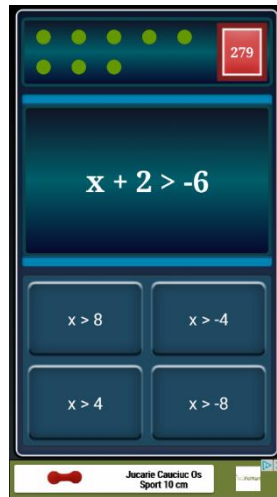 279
x + 2 > -6
x > 8
x > -4
x > 4
x > -8
Jucarie Cauciuc Os
Sport 10 cm